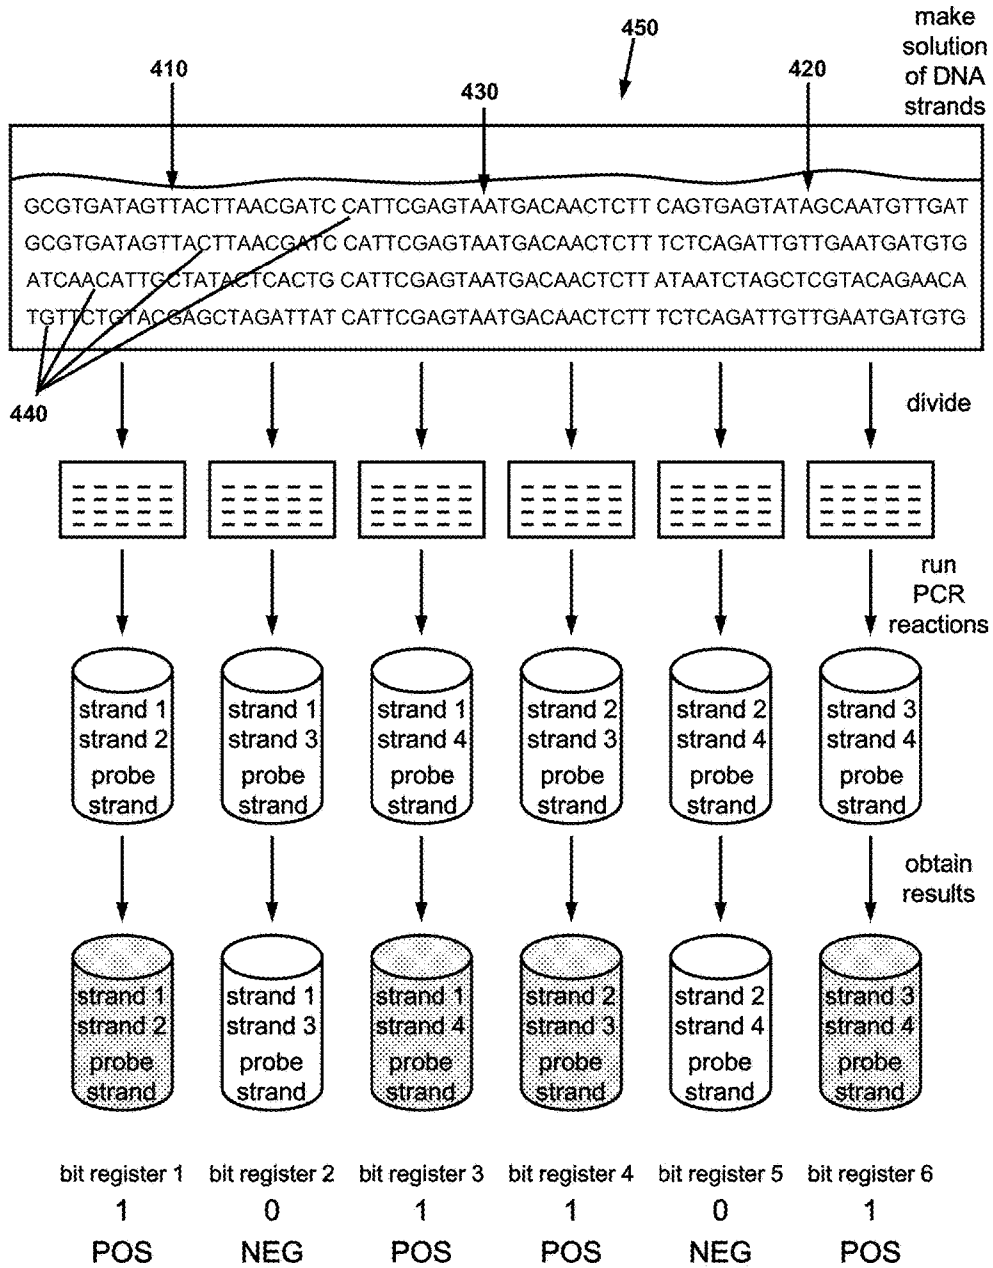 make
solution
of DNA
strands
450
410
430
420
GCGTGATAGTTACTTAACGATC CATTCGAGTAATGACAACTCTT CAGTGAGTATAGCAATGTTGAT
GCGTGATAGTTACTTAACGATC CATTCGAGTAATGACAACTCTT TCTCAGATTGTTGAATGATGTG
ATCAACATTGCTATACTCACTG CATTCGAGTAATGACAACTCTT ATAATCTAGCTCGTACAGAACA
TGTTCTGTACGAGCTAGATTAT CATTCGAGTAATGACAACTCTT TCTCAGATTGTTGAATGATGTG
440
divide
run
PCR
reactions
strand 1 strand 1 strand 1 strand 2 strand 2 strand 3
strand 2 strand 3 strand 4 strand 3 strand 4 strand 4
probe probe probe probe probe probe
strand strand strand strand strand strand
obtain
results
strand 1 strand 1 strand 1 strand 2 strand 2 strand 3
strand 2 strand 3 strand 4 strand 3 strand 4 strand 4
probe probe probe probe probe probe
strand strand strand strand strand strand
bit register 1 bit register 2 bit register 3 bit register 4 bit register 5 bit register 6
1 0 1 1 0 1
POS NEG POS POS NEG POS